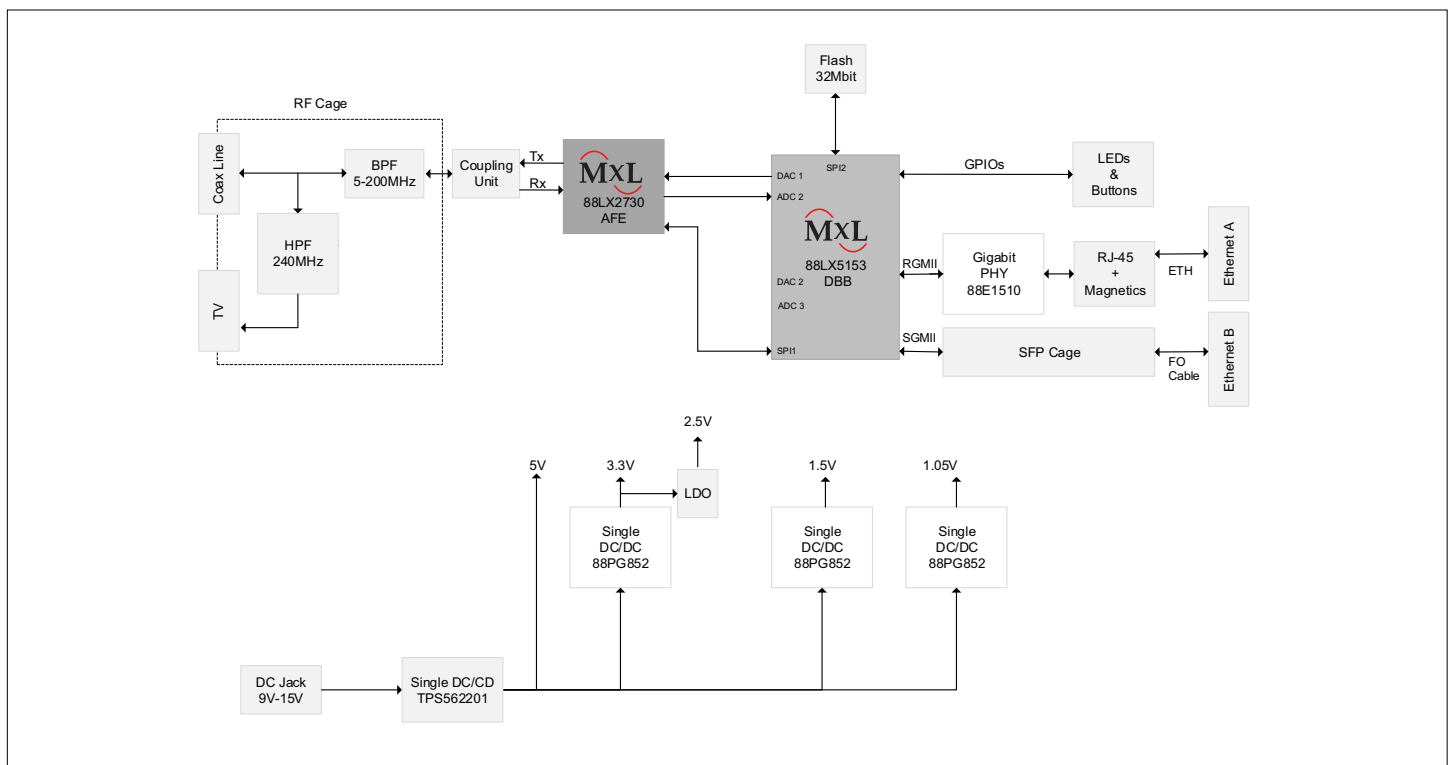 Flash
32Mbit
RF Cage
Coax Line
BPF
5-200MHz
Coupling
Unit
Tx
Rx
MxL
88LX2730
AFE
SPI2
DAC 1
ADC 2
MxL
88LX5153
DBB
DAC 2
ADC 3
SPI1
GPIOs
LEDs
&
Buttons
HPF
240MHz
TV
RGMII
Gigabit
PHY
88E1510
RJ-45
+
Magnetics
ETH
Ethernet A
SGMII
SFP Cage
FO
Cable
Ethernet B
2.5V
5V
3.3V
LDO
1.5V
1.05V
Single
DC/DC
88PG852
Single
DC/DC
88PG852
Single
DC/DC
88PG852
DC Jack
9V-15V
Single DC/CD
TPS562201